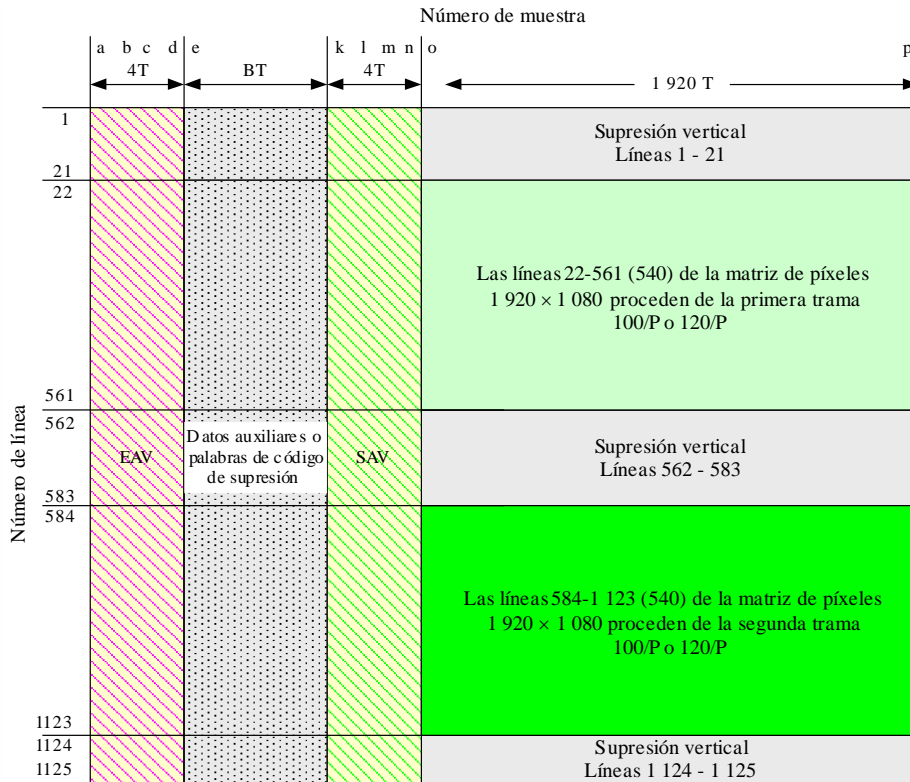 Número de muestra
a b c d e k l m n o p
4T BT 4T 1 920 T
1
21
22
561
562
583
584
1123
1124
1125
Número de línea
EAV
Datos auxiliares o
palabras de código
de supresión
SAV
Supresión vertical
Líneas 1 - 21
Las líneas 22-561 (540) de la matriz de píxeles
1 920 × 1 080 proceden de la primera trama
100/P o 120/P
Supresión vertical
Líneas 562 - 583
Las líneas 584-1 123 (540) de la matriz de píxeles
1 920 × 1 080 proceden de la segunda trama
100/P o 120/P
Supresión vertical
Líneas 1 124 - 1 125